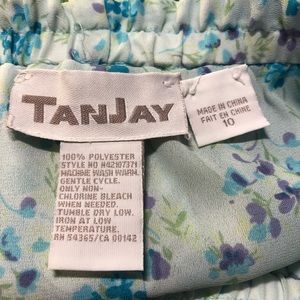 TANJAY
MADE IN CHINA
FAIT EN CHINE
10
100% POLYESTER
STYLE NO H42107371
MACHINE WASH WARM.
GENTLE CYCLE.
ONLY NON-
CHLORINE BLEACH
WHEN NEEDED.
TUMBLE DRY LOW.
IRON AT LOW
TEMPERATURE.
RN 54365/CA 00142